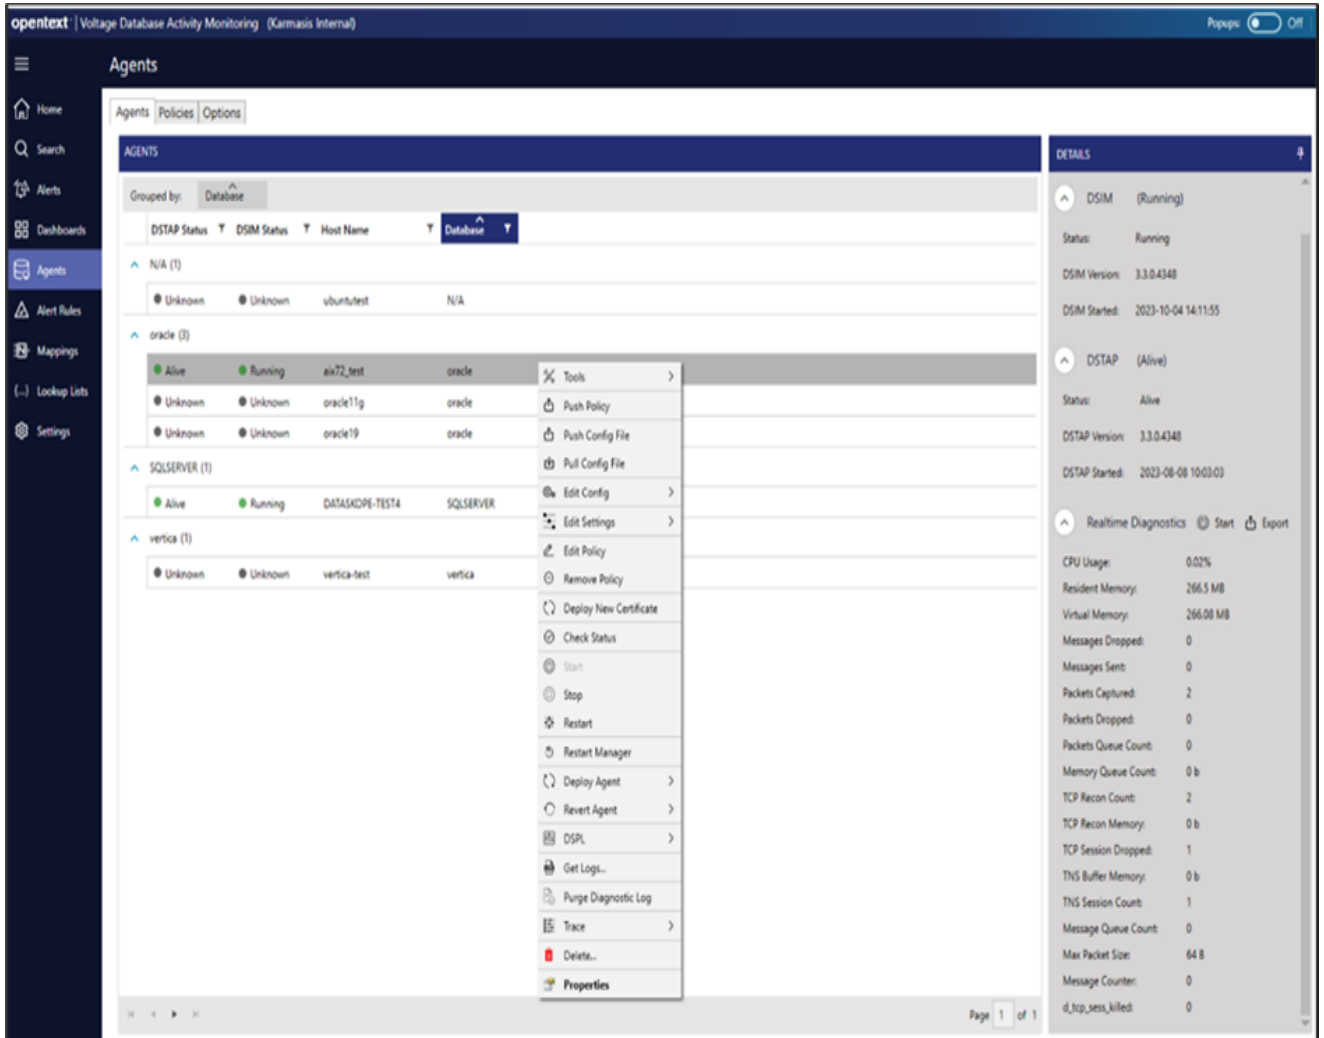 opentext | Voltage Database Activity Monitoring (Karmasis Internal) Popups: Off
Agents
Home
Search
Alerts
Dashboards
Agents
Alert Rules
Mappings
{...} Lookup Lists
Settings
Agents Policies Options
AGENTS
Grouped by: Database
DSTAP Status DSIM Status Host Name Database
N/A (1)
Unknown Unknown ubuntutest N/A
oracle (3)
Alive Running aix72_test oracle
Unknown Unknown oracle11g oracle
Unknown Unknown oracle19 oracle
SQLSERVER (1)
Alive Running DATASKOPE-TEST4 SQLSERVER
vertica (1)
Unknown Unknown vertica-test vertica
Tools
Push Policy
Push Config File
Pull Config File
Edit Config
Edit Settings
Edit Policy
Remove Policy
Deploy New Certificate
Check Status
Start
Stop
Restart
Restart Manager
Deploy Agent
Revert Agent
DSPL
Get Logs...
Purge Diagnostic Log
Trace
Delete...
Properties
Page 1 of 1
DETAILS
DSIM (Running)
Status: Running
DSIM Version: 3.3.0.4348
DSIM Started: 2023-10-04 14:11:55
DSTAP (Alive)
Status: Alive
DSTAP Version: 3.3.0.4348
DSTAP Started: 2023-08-08 10:03:03
Realtime Diagnostics Start Export
CPU Usage: 0.02%
Resident Memory: 266.5 MB
Virtual Memory: 266.08 MB
Messages Dropped: 0
Messages Sent: 0
Packets Captured: 2
Packets Dropped: 0
Packets Queue Count: 0
Memory Queue Count: 0 b
TCP Recon Count: 2
TCP Recon Memory: 0 b
TCP Session Dropped: 1
TNS Buffer Memory: 0 b
TNS Session Count: 1
Message Queue Count: 0
Max Packet Size: 64 B
Message Counter: 0
d_tcp_sess_killed: 0